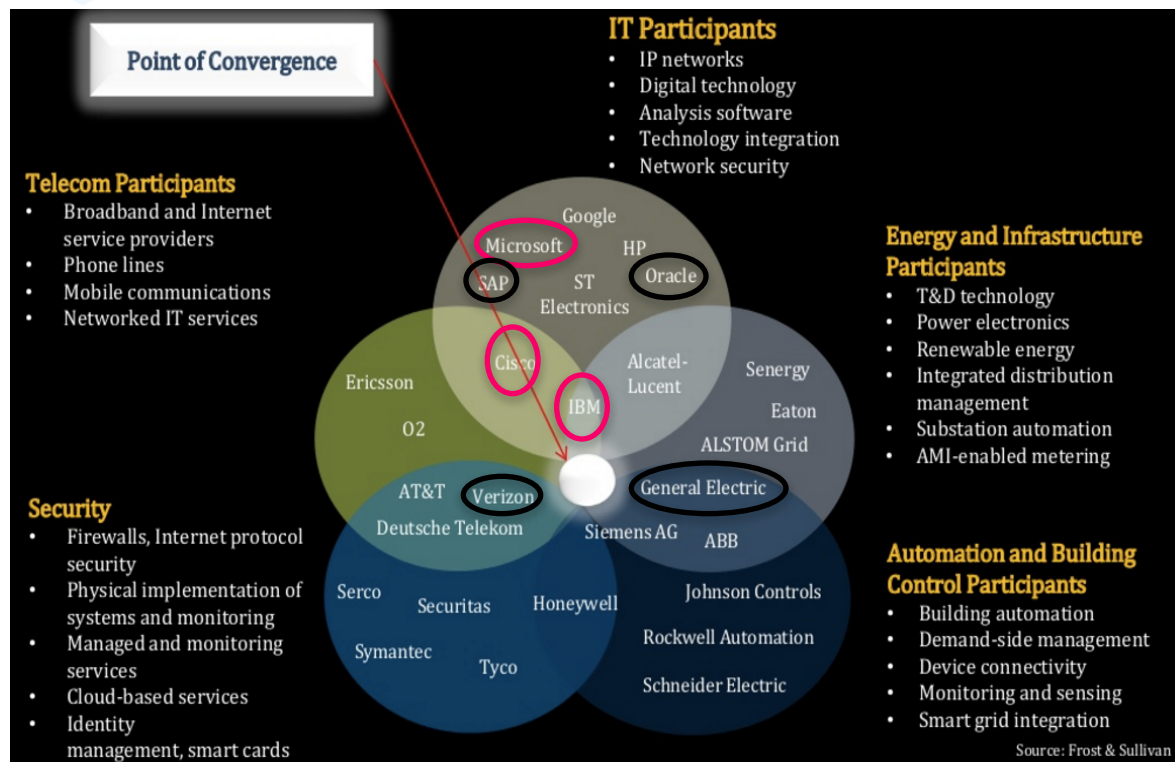 Point of Convergence
IT Participants
• IP networks
• Digital technology
• Analysis software
• Technology integration
• Network security
Telecom Participants
• Broadband and Internet
service providers
• Phone lines
• Mobile communications
• Networked IT services
Security
• Firewalls, Internet protocol
security
• Physical implementation of
systems and monitoring
• Managed and monitoring
services
• Cloud-based services
• Identity
management, smart cards
Google
Microsoft
HP
SAP
ST
Electronics
Oracle
Cisco
Alcatel-
Lucent
IBM
Ericsson
O2
Senergy
Eaton
ALSTOM Grid
AT&T
Verizon
Deutsche Telekom
General Electric
Siemens AG
ABB
Serco
Securitas
Symantec
Tyco
Honeywell
Johnson Controls
Rockwell Automation
Schneider Electric
Energy and Infrastructure
Participants
• T&D technology
• Power electronics
• Renewable energy
• Integrated distribution
management
• Substation automation
• AMI-enabled metering
Automation and Building
Control Participants
• Building automation
• Demand-side management
• Device connectivity
• Monitoring and sensing
• Smart grid integration
Source: Frost & Sullivan